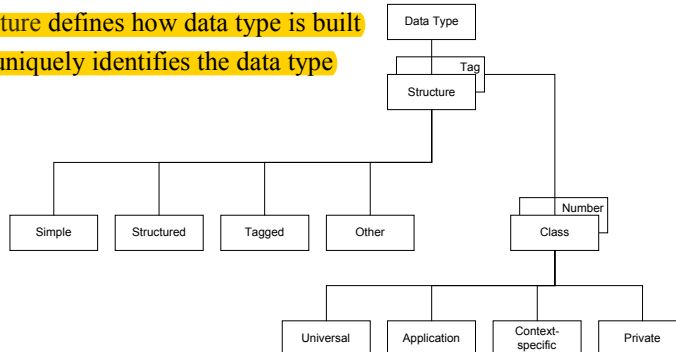 ture defines how data type is built
uniquely identifies the data type
Data Type
Tag
Structure
Simple
Structured
Tagged
Other
Number
Class
Universal
Application
Context-
specific
Private